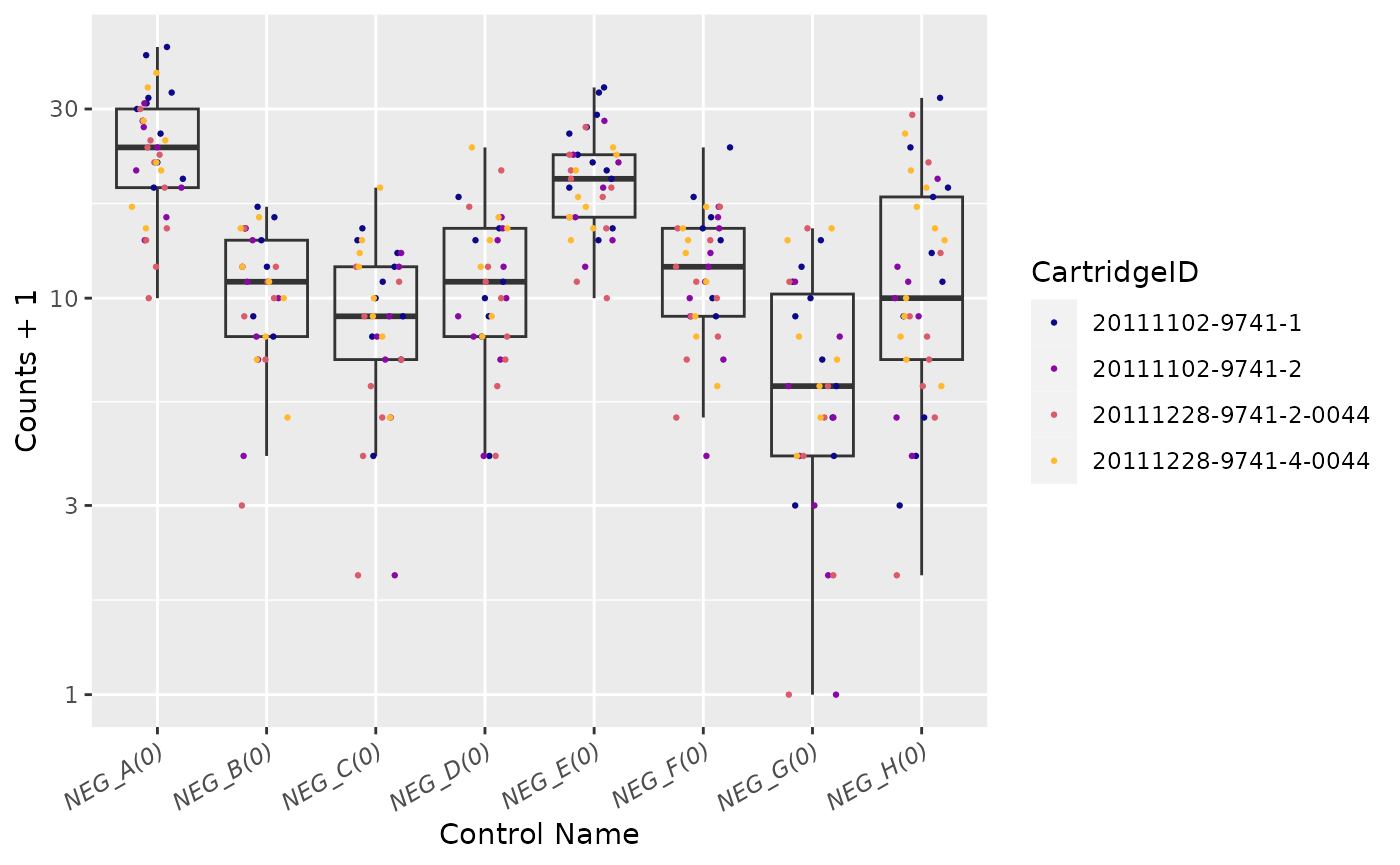 Counts + 1
30
10
3
1
NEG_A(0)
NEG_B(0)
NEG_C(0)
NEG_D(0)
NEG_E(0)
NEG_F(0)
NEG_G(0)
NEG_H(0)
Control Name
CartridgeID
20111102-9741-1
20111102-9741-2
20111228-9741-2-0044
20111228-9741-4-0044